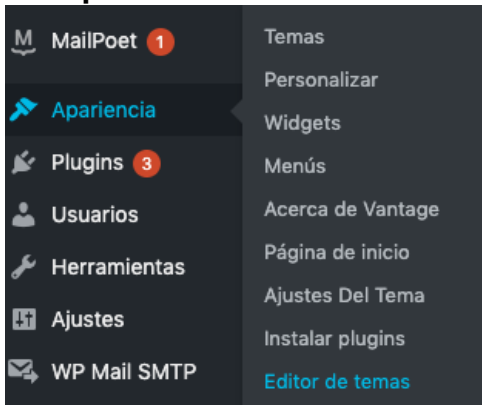 MailPoet 1
Apariencia
Plugins 3
Usuarios
Herramientas
Ajustes
WP Mail SMTP
Temas
Personalizar
Widgets
Menús
Acerca de Vantage
Página de inicio
Ajustes Del Tema
Instalar plugins
Editor de temas